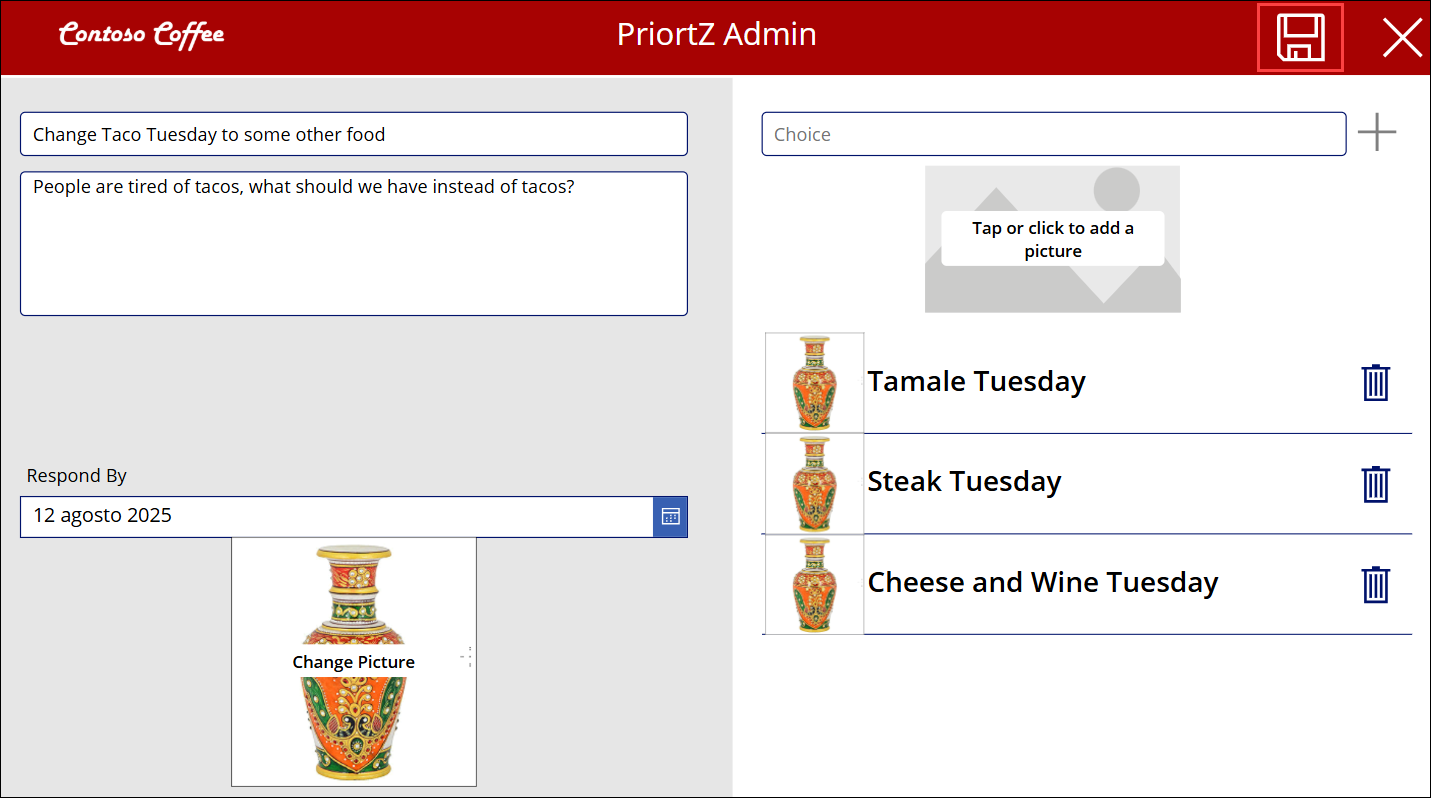 Contoso Coffee
PriortZ Admin
Change Taco Tuesday to some other food
People are tired of tacos, what should we have instead of tacos?
Respond By
12 agosto 2025
Change Picture
Choice
Tap or click to add a
picture
Tamale Tuesday
Steak Tuesday
Cheese and Wine Tuesday